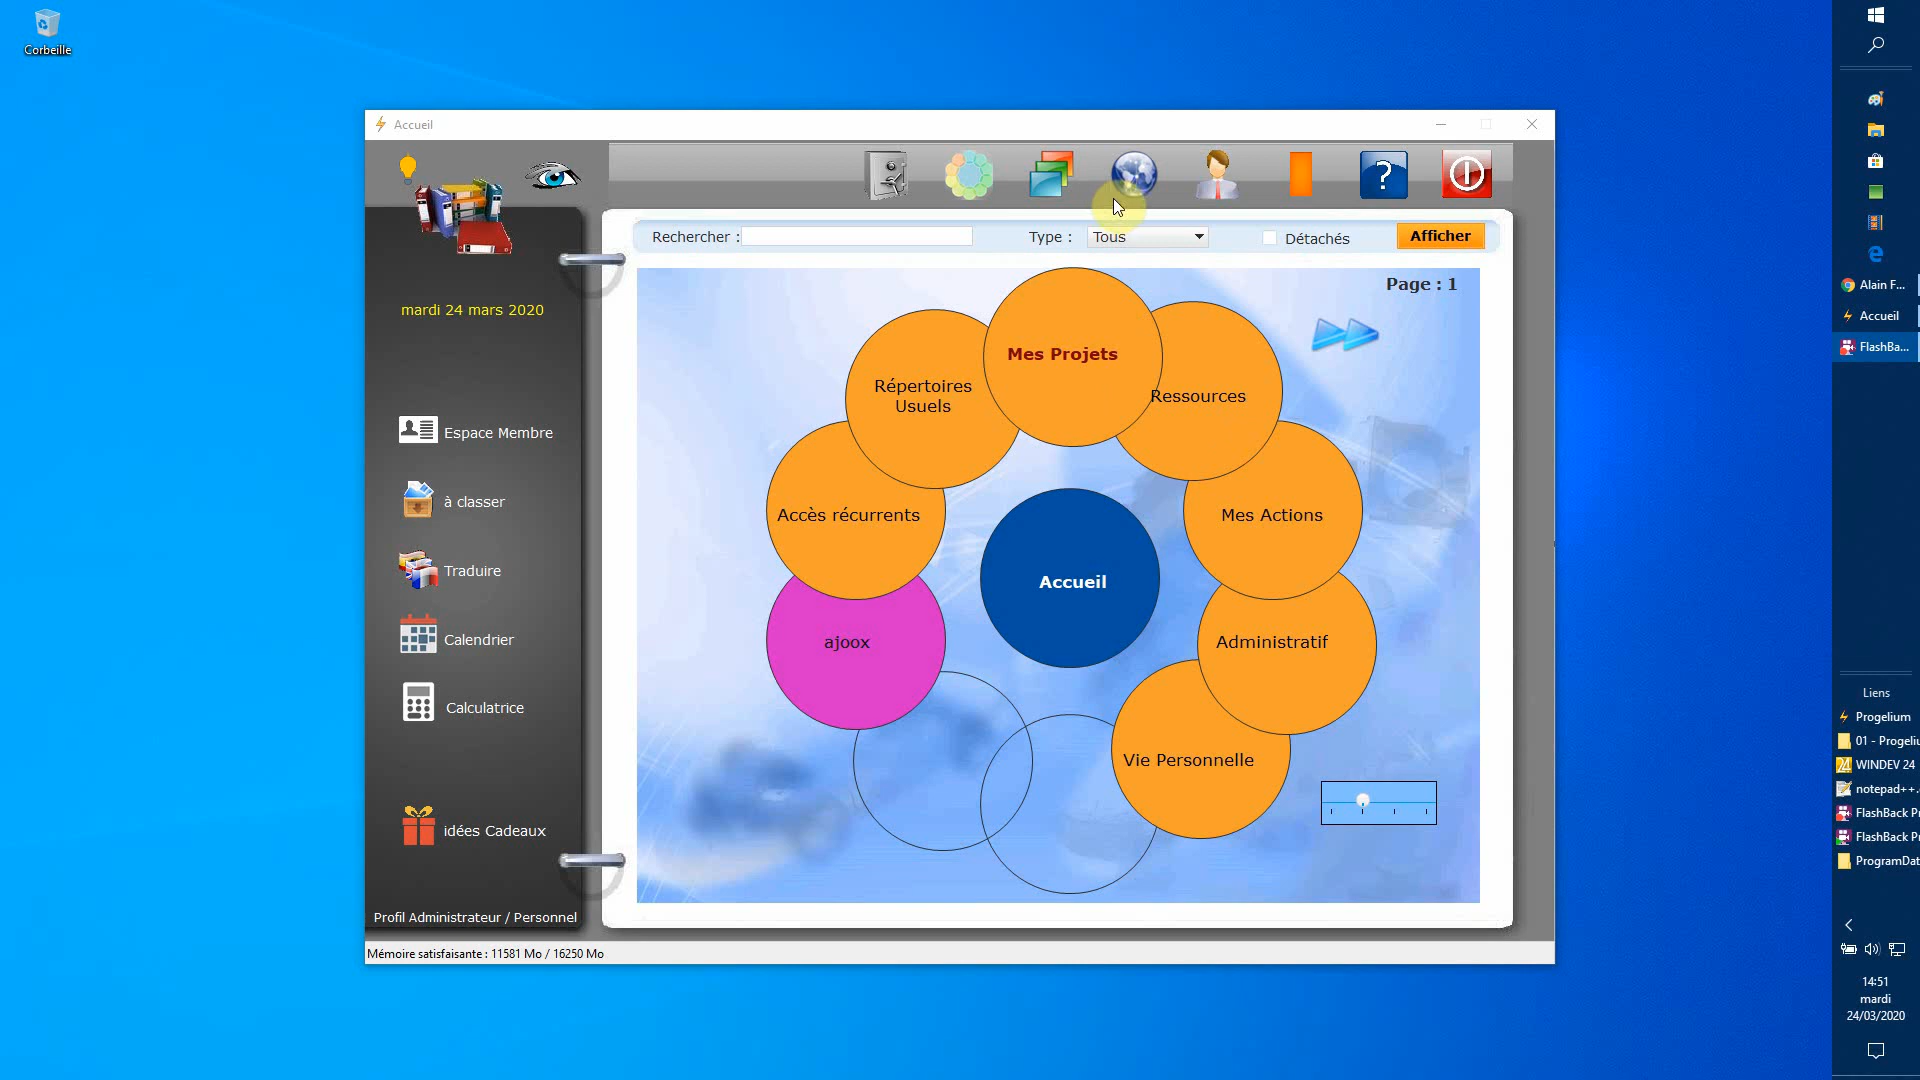 Corbeille
Accueil
Rechercher :
Type :
Tous
Détachés
Afficher
mardi 24 mars 2020
Espace Membre
à classer
Traduire
Calendrier
Calculatrice
idées Cadeaux
Profil Administrateur / Personnel
Page : 1
Mes Projets
Répertoires
Usuels
Ressources
Accès récurrents
Mes Actions
Accueil
ajoox
Administratif
Vie Personnelle
Mémoire satisfaisante : 11581 Mo / 16250 Mo
Alain F...
Accueil
FlashBa...
Liens
Progelium
01 - Progeliu
WINDEV 24
notepad++.
FlashBack Pr
FlashBack Pr
ProgramDat
14:51
mardi
24/03/2020